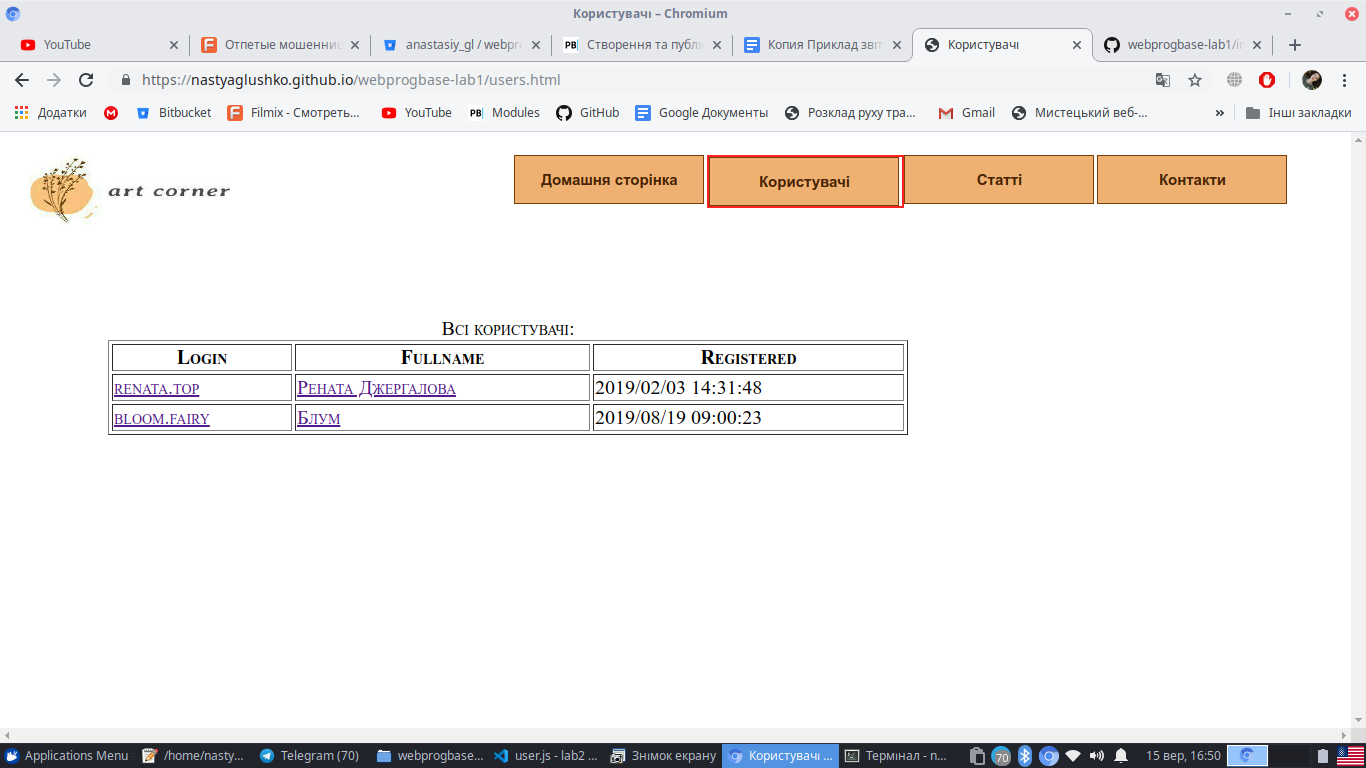 Користувачі – Chromium
YouTube
Отпетые мошенниц
anastasiy_gl / webpro
Створення та публі
Копия Приклад звіт
Користувачі
webprogbase-lab1/in
https://nastyaglushko.github.io/webprogbase-lab1/users.html
Додатки Bitbucket Filmix - Смотреть... YouTube PB Modules GitHub Google Документы Розклад руху тра... Gmail Мистецький веб-... » Інші закладки
art corner
Домашня сторінка Користувачі Статті Контакти
Всі користувачі:
Login Fullname Registered
renata.top Рената Джергалова 2019/02/03 14:31:48
bloom.fairy Блум 2019/08/19 09:00:23
Applications Menu /home/nasty... Telegram (70) webprogbase... user.js - lab2 ... Знімок екрану Користувачі ... Термінал - n... 70 15 вер, 16:50